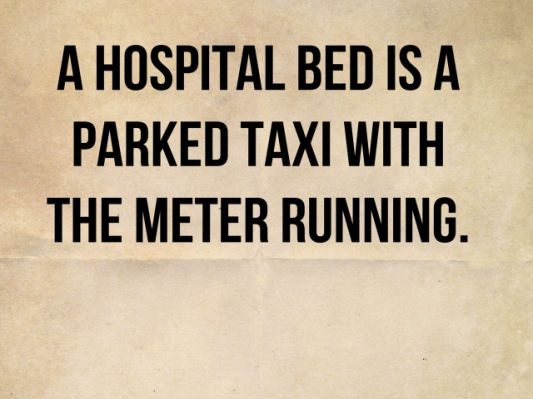 A HOSPITAL BED IS A
PARKED TAXI WITH
THE METER RUNNING.